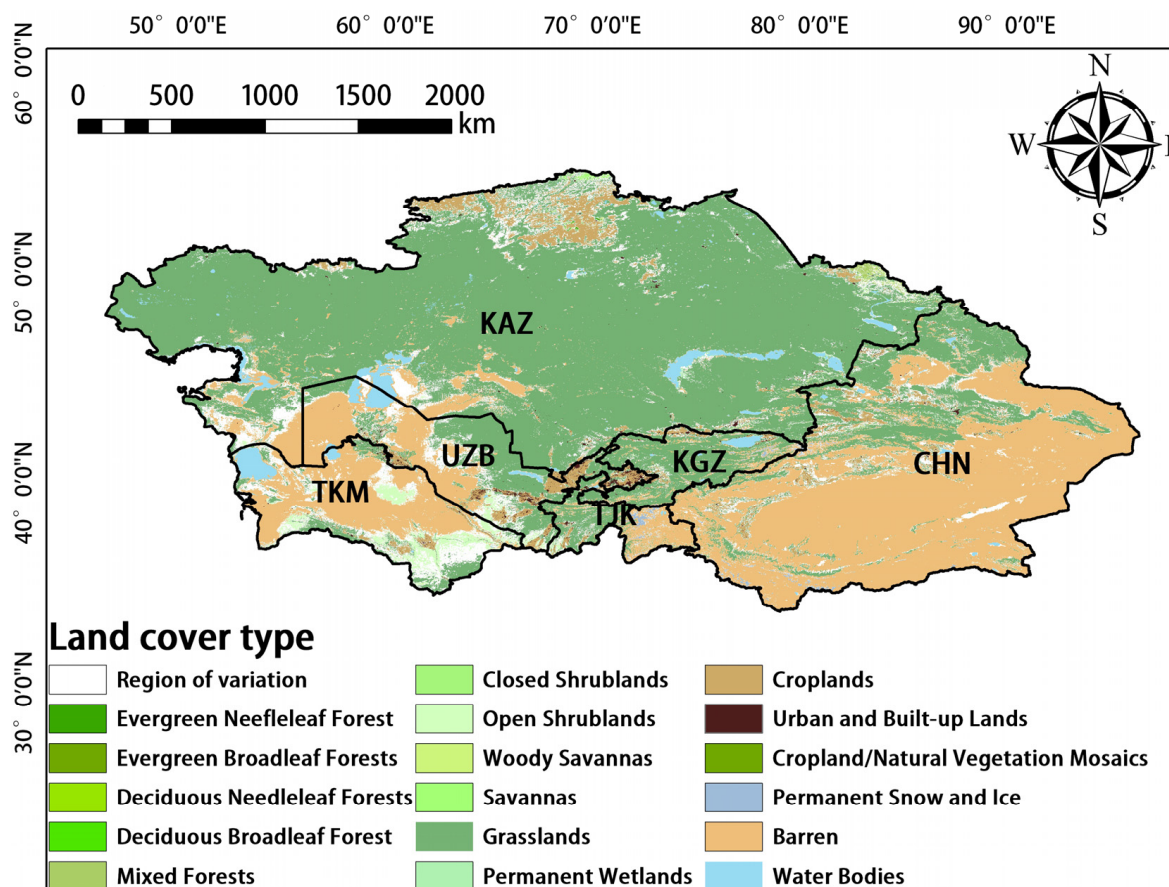 50° 0'0"E 60° 0'0"E 70° 0'0"E 80° 0'0"E 90° 0'0"E
60° 0'0"N
50° 0'0"N
40° 0'0"N
30° 0'0"N
0 500 1000 1500 2000
km
N
W
S
KAZ
UZB
KGZ
CHN
TKM
TJK
Land cover type
Region of variation
Evergreen Neefleleaf Forest
Evergreen Broadleaf Forests
Deciduous Needleleaf Forests
Deciduous Broadleaf Forest
Mixed Forests
Closed Shrublands
Open Shrublands
Woody Savannas
Savannas
Grasslands
Permanent Wetlands
Croplands
Urban and Built-up Lands
Cropland/Natural Vegetation Mosaics
Permanent Snow and Ice
Barren
Water Bodies